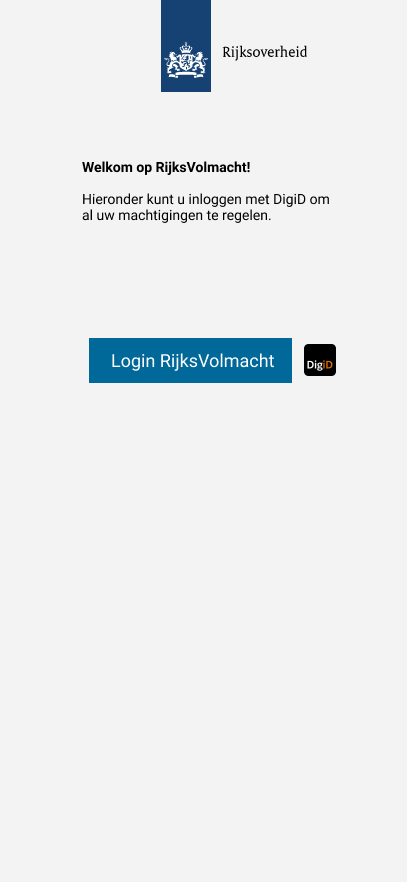 Rijksoverheid
Welkom op RijksVolmacht!
Hieronder kunt u inloggen met DigiD om
al uw machtigingen te regelen.
Login RijksVolmacht
DigiD